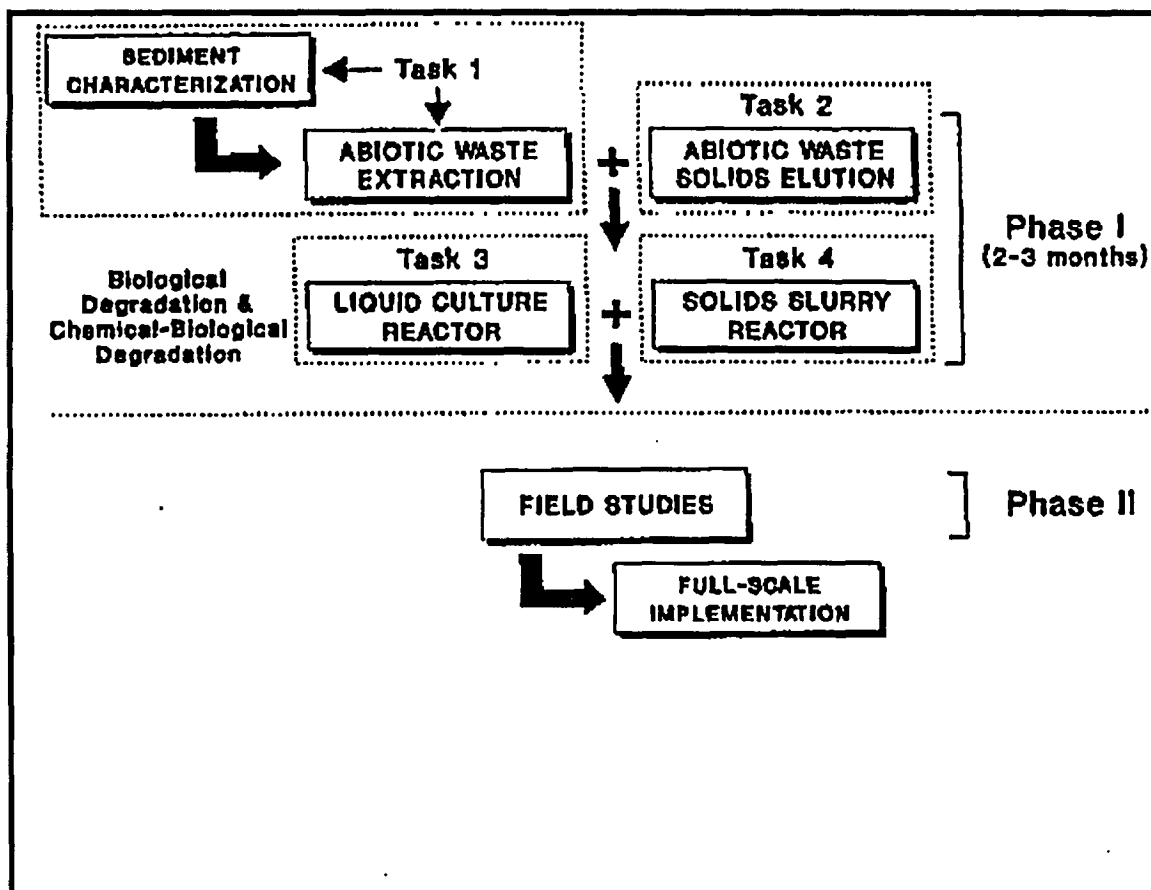 SEDIMENT
CHARACTERIZATION
Task 1
ABIOTIC WASTE
EXTRACTION
+
Task 2
ABIOTIC WASTE
SOLIDS ELUTION
Phase I
(2-3 months)
Biological
Degradation &
Chemical-Biological
Degradation
Task 3
LIQUID CULTURE
REACTOR
+
Task 4
SOLIDS SLURRY
REACTOR
FIELD STUDIES
Phase II
FULL-SCALE
IMPLEMENTATION